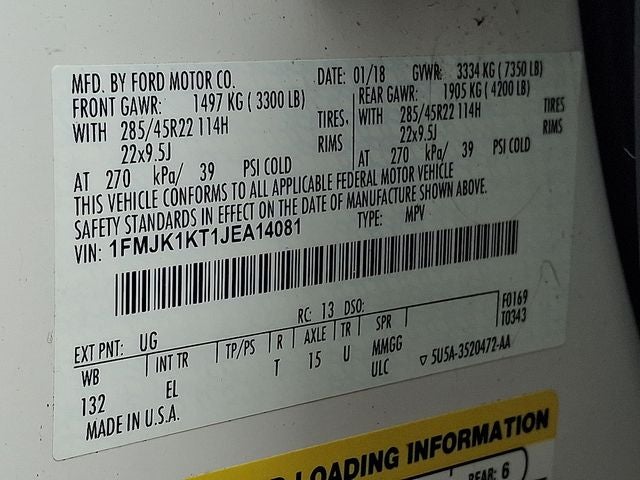 MFD. BY FORD MOTOR CO. DATE: 01/18 GVWR: 3334 KG ( 7350 LB)
FRONT GAWR: 1497 KG ( 3300 LB) REAR GAWR: 1905 KG ( 4200 LB)
WITH 285/45R22 114H TIRES, WITH 285/45R22 114H TIRES
22x9.5J RIMS 22x9.5J RIMS
AT 270 kPa/ 39 PSI COLD AT 270 kPa/ 39 PSI COLD
THIS VEHICLE CONFORMS TO ALL APPLICABLE FEDERAL MOTOR VEHICLE
SAFETY STANDARDS IN EFFECT ON THE DATE OF MANUFACTURE SHOWN ABOVE.
VIN: 1FMJK1KT1JEA14081 TYPE: MPV
F0169
T0343
EXT PNT: UG RC: 13 DSO:
WB INT TR TP/PS R AXLE TR SPR
132 EL T 15 U MMGG
ULC
5U5A-3520472-AA
MADE IN U.S.A.
LOADING INFORMATION
REAR: 6